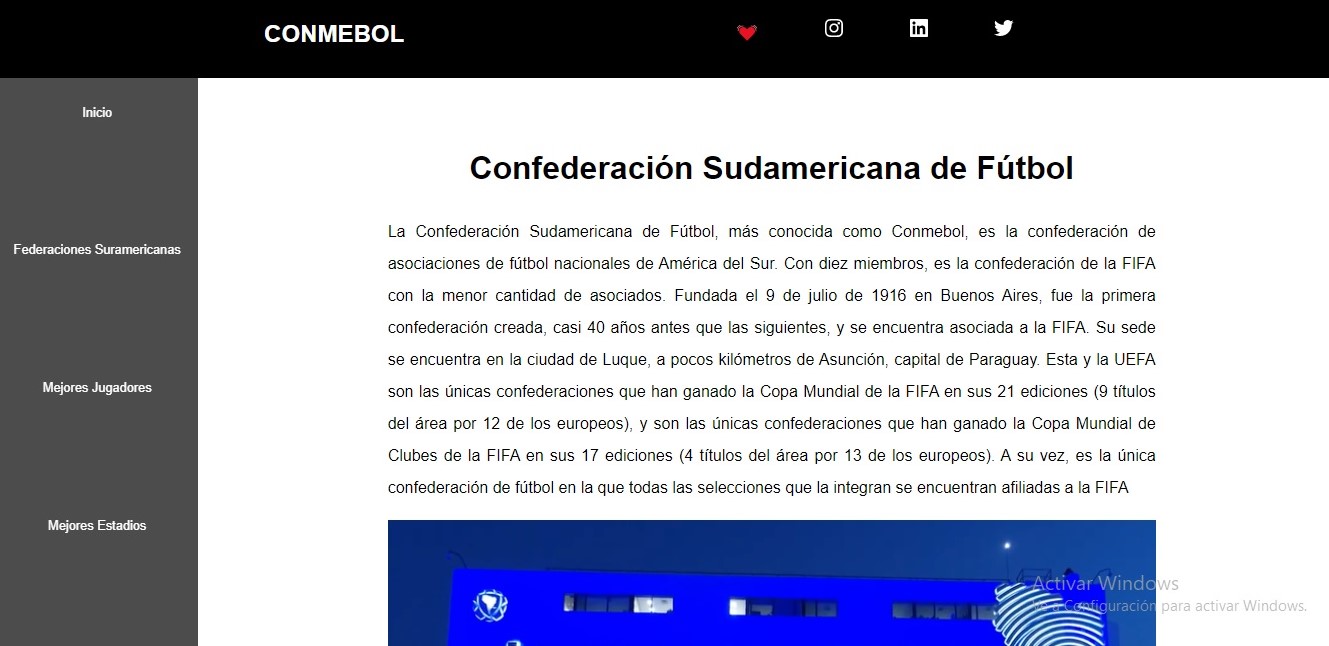 CONMEBOL
Inicio
Federaciones Suramericanas
Mejores Jugadores
Mejores Estadios
Confederación Sudamericana de Fútbol
La Confederación Sudamericana de Fútbol, más conocida como Conmebol, es la confederación de
asociaciones de fútbol nacionales de América del Sur. Con diez miembros, es la confederación de la FIFA
con la menor cantidad de asociados. Fundada el 9 de julio de 1916 en Buenos Aires, fue la primera
confederación creada, casi 40 años antes que las siguientes, y se encuentra asociada a la FIFA. Su sede
se encuentra en la ciudad de Luque, a pocos kilómetros de Asunción, capital de Paraguay. Esta y la UEFA
son las únicas confederaciones que han ganado la Copa Mundial de la FIFA en sus 21 ediciones (9 títulos
del área por 12 de los europeos), y son las únicas confederaciones que han ganado la Copa Mundial de
Clubes de la FIFA en sus 17 ediciones (4 títulos del área por 13 de los europeos). A su vez, es la única
confederación de fútbol en la que todas las selecciones que la integran se encuentran afiliadas a la FIFA
Activar Windows
Ve a Configuración para activar Windows.